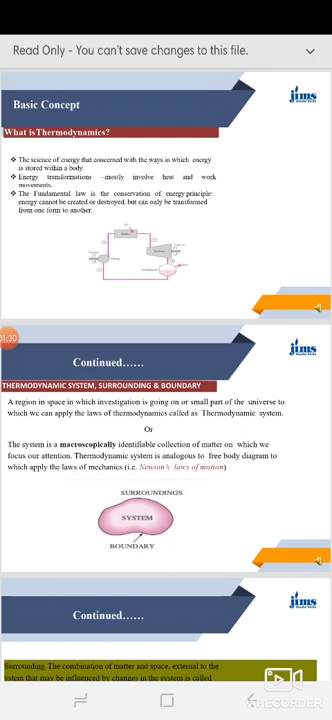 Read Only - You can't save changes to this file.
jims
Basic Concept
What is Thermodynamics?
❖ The science of energy that concerned with the ways in which energy
is stored within a body.
❖ Energy transformations –mostly involve heat and work
movements.
❖ The Fundamental law is the conservation of energy principle:
energy cannot be created or destroyed, but can only be transformed
from one form to another.
01:30
jims
Continued……
THERMODYNAMIC SYSTEM, SURROUNDING & BOUNDARY
A region in space in which investigation is going on or small part of the universe to
which we can apply the laws of thermodynamics called as Thermodynamic system.
Or
The system is a macroscopically identifiable collection of matter on which we
focus our attention. Thermodynamic system is analogous to free body diagram to
which apply the laws of mechanics (i.e. Newton's laws of motion)
SURROUNDINGS
SYSTEM
BOUNDARY
jims
Continued……
Surrounding The combination of matter and space, external to the
ystem that may be influenced by changes in the system is called
VRECORDER